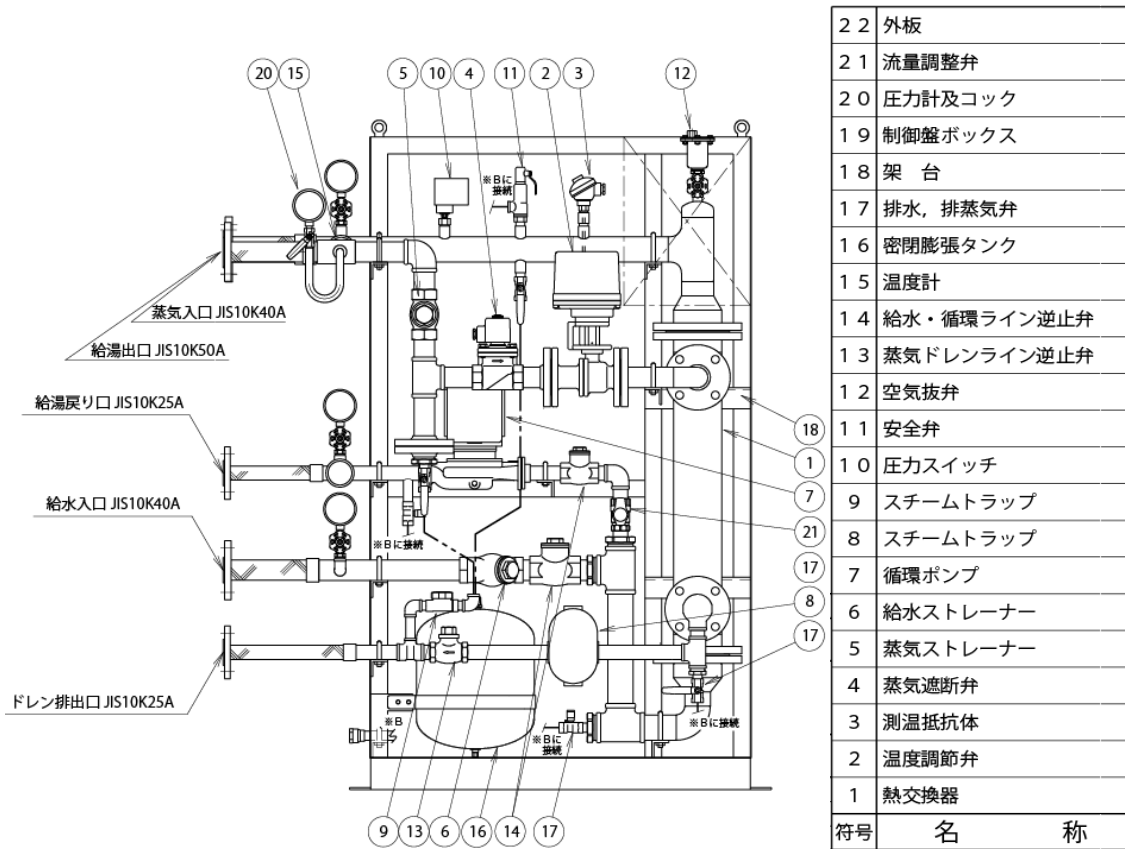 20 15 5 10 4 11 2 3 12
※Bに
接続
蒸気入口 JIS10K40A
給湯出口 JIS10K50A
給湯戻り口 JIS10K25A
給水入口 JIS10K40A
ドレン排出口 JIS10K25A
※Bに接続
18
1
7
21
17
8
17
※B
※Bに
接続
※Bに接続
9 13 6 16 14 17
22 外板
21 流量調整弁
20 圧力計及コック
19 制御盤ボックス
18 架 台
17 排水，排蒸気弁
16 密閉膨張タンク
15 温度計
14 給水・循環ライン逆止弁
13 蒸気ドレンライン逆止弁
12 空気抜弁
11 安全弁
10 圧力スイッチ
9 スチームトラップ
8 スチームトラップ
7 循環ポンプ
6 給水ストレーナー
5 蒸気ストレーナー
4 蒸気遮断弁
3 測温抵抗体
2 温度調節弁
1 熱交換器
符号 名 称